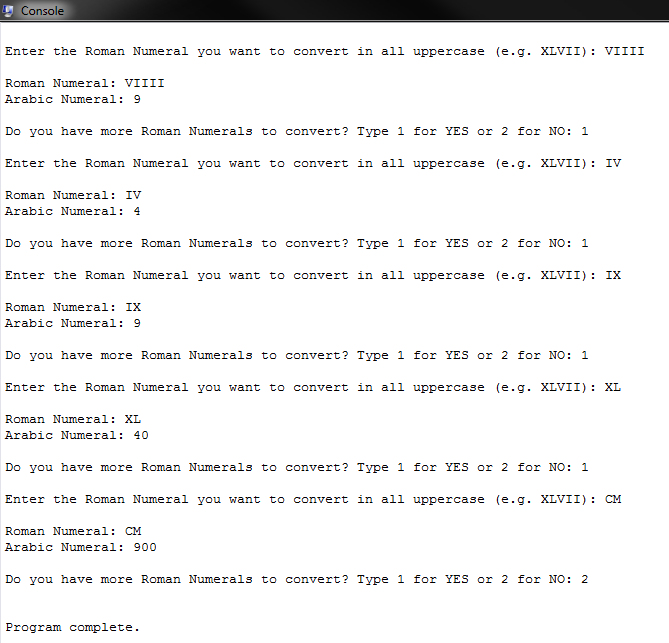 Console
Enter the Roman Numeral you want to convert in all uppercase (e.g. XLVII): VIIII
Roman Numeral: VIIII
Arabic Numeral: 9
Do you have more Roman Numerals to convert? Type 1 for YES or 2 for NO: 1
Enter the Roman Numeral you want to convert in all uppercase (e.g. XLVII): IV
Roman Numeral: IV
Arabic Numeral: 4
Do you have more Roman Numerals to convert? Type 1 for YES or 2 for NO: 1
Enter the Roman Numeral you want to convert in all uppercase (e.g. XLVII): IX
Roman Numeral: IX
Arabic Numeral: 9
Do you have more Roman Numerals to convert? Type 1 for YES or 2 for NO: 1
Enter the Roman Numeral you want to convert in all uppercase (e.g. XLVII): XL
Roman Numeral: XL
Arabic Numeral: 40
Do you have more Roman Numerals to convert? Type 1 for YES or 2 for NO: 1
Enter the Roman Numeral you want to convert in all uppercase (e.g. XLVII): CM
Roman Numeral: CM
Arabic Numeral: 900
Do you have more Roman Numerals to convert? Type 1 for YES or 2 for NO: 2
Program complete.